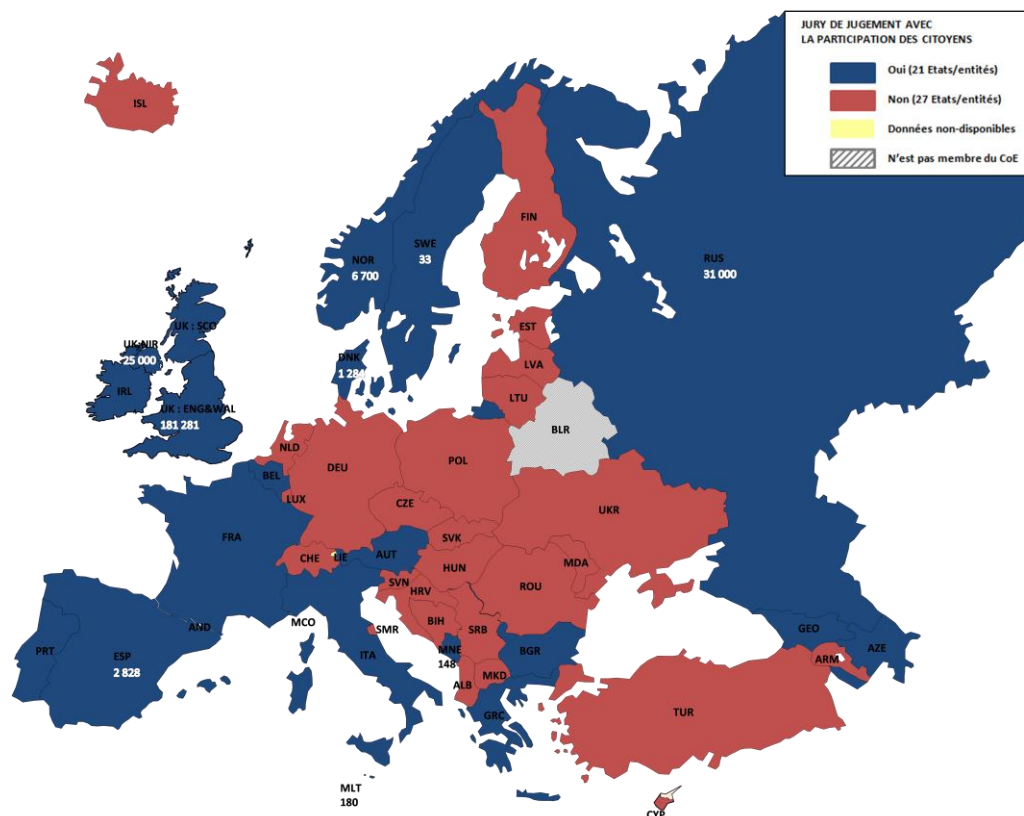 JURY DE JUGEMENT AVEC
LA PARTICIPATION DES CITOYENS
Oui (21 Etats/entités)
Non (27 Etats/entités)
Données non-disponibles
N'est pas membre du CoE
ISL
FIN
SWE
33
NOR
6 700
RUS
31 000
UK : SCO
EST
UK:NIR
25 000
DNK
1 284
LVA
IRL
LTU
UK : ENG&WAL
181 281
BLR
NLD
POL
DEU
BEL
LUX
CZE
UKR
FRA
SVK
CHE
LIE
AUT
HUN
MDA
SVN
HRV
ROU
MCO
BIH
AND
SMR
SRB
GEO
PRT
ESP
2 828
ITA
MNE
148
BGR
AZE
ARM
MKD
ALB
GRC
TUR
MLT
180
CYP